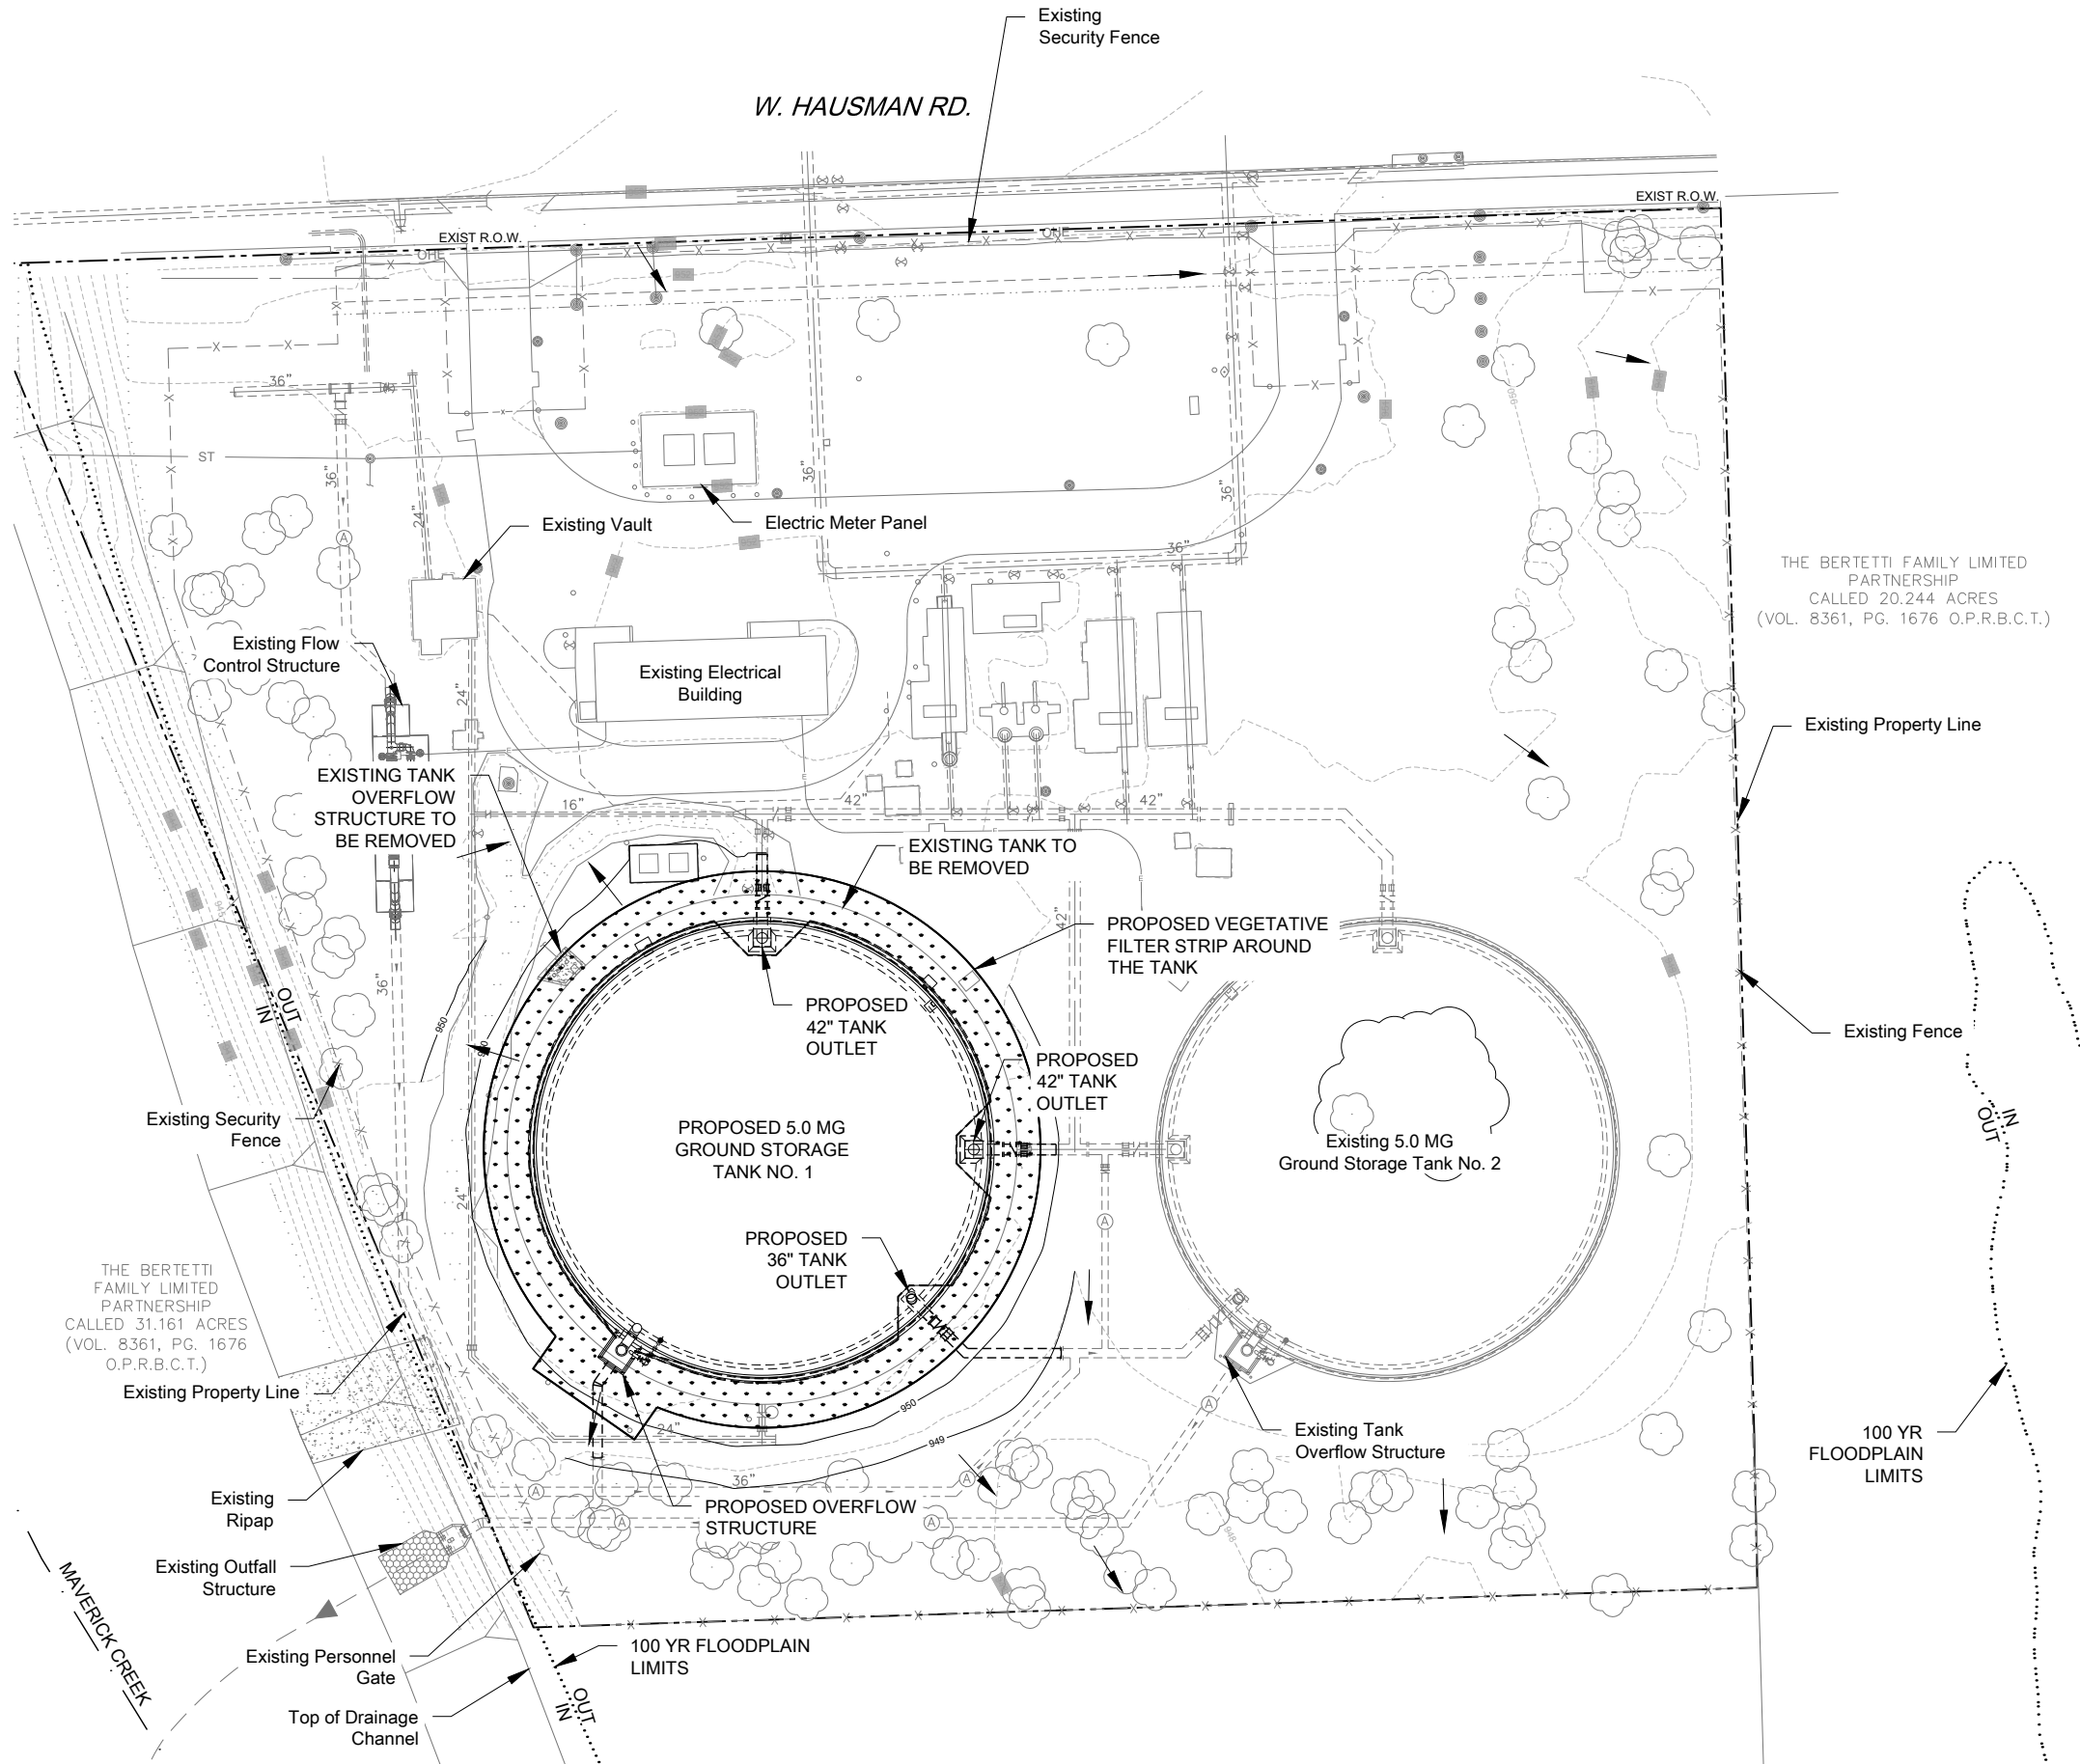 Existing
Security Fence
W. HAUSMAN RD.
EXIST R.O.W.
EXIST R.O.W.
OHE
OHE
36"
ST
36"
24"
36"
36"
Existing Vault
Electric Meter Panel
36"
THE BERTETTI FAMILY LIMITED
PARTNERSHIP
CALLED 20.244 ACRES
(VOL. 8361, PG. 1676 O.P.R.B.C.T.)
Existing Flow
Control Structure
24"
Existing Electrical
Building
Existing Property Line
EXISTING TANK
OVERFLOW
STRUCTURE TO
BE REMOVED
16"
42"
42"
EXISTING TANK TO
BE REMOVED
42"
PROPOSED VEGETATIVE
FILTER STRIP AROUND
THE TANK
36"
OUT
IN
950
PROPOSED
42" TANK
OUTLET
Existing Fence
PROPOSED
42" TANK
OUTLET
IN
OUT
Existing Security
Fence
PROPOSED 5.0 MG
GROUND STORAGE
TANK NO. 1
Existing 5.0 MG
Ground Storage Tank No. 2
24"
A
PROPOSED
36" TANK
OUTLET
THE BERTETTI
FAMILY LIMITED
PARTNERSHIP
CALLED 31.161 ACRES
(VOL. 8361, PG. 1676
O.P.R.B.C.T.)
Existing Property Line
24"
950
949
A
Existing Tank
Overflow Structure
100 YR
FLOODPLAIN
LIMITS
36"
A
A
A
A
948
Existing
Ripap
PROPOSED OVERFLOW
STRUCTURE
Existing Outfall
Structure
MAVERICK CREEK
Existing Personnel
Gate
100 YR FLOODPLAIN
LIMITS
Top of Drainage
Channel
OUT
IN